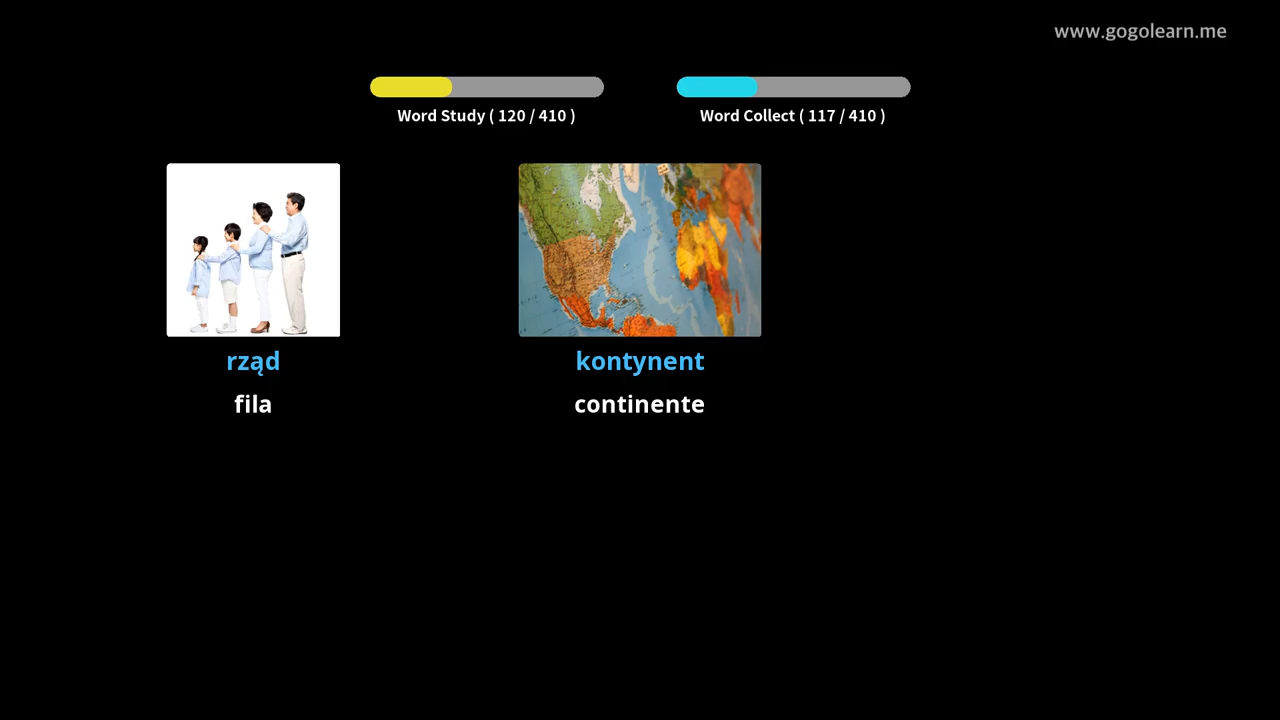 www.gogolearn.me
Word Study ( 120 / 410 )
Word Collect ( 117 / 410 )
rząd
kontynent
fila
continente